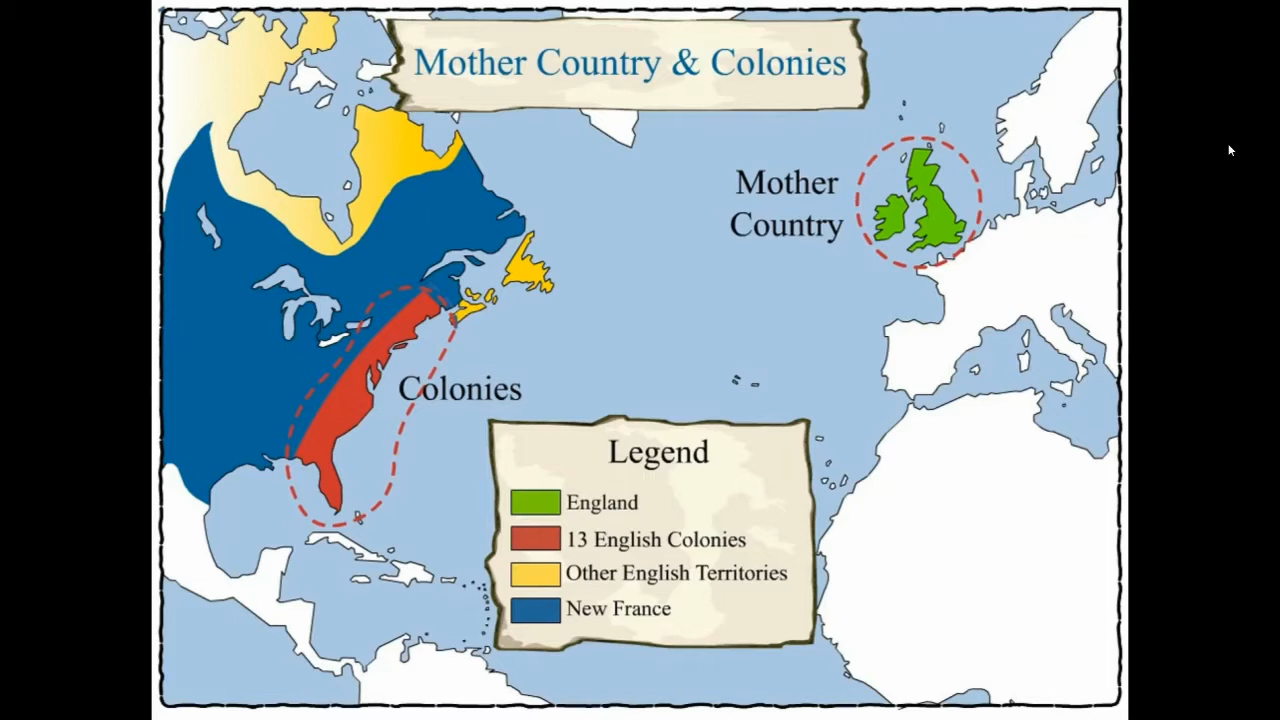 Mother Country & Colonies
Mother
Country
Colonies
Legend
England
13 English Colonies
Other English Territories
New France